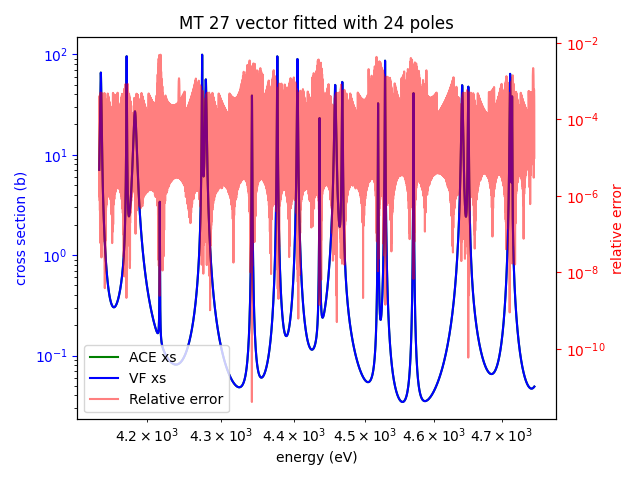 MT 27 vector fitted with 24 poles
10²
10¹
10⁰
10⁻¹
cross section (b)
10⁻²
10⁻⁴
10⁻⁶
10⁻⁸
10⁻¹⁰
relative error
ACE xs
VF xs
Relative error
4.2 × 10³ 4.3 × 10³ 4.4 × 10³ 4.5 × 10³ 4.6 × 10³ 4.7 × 10³
energy (eV)